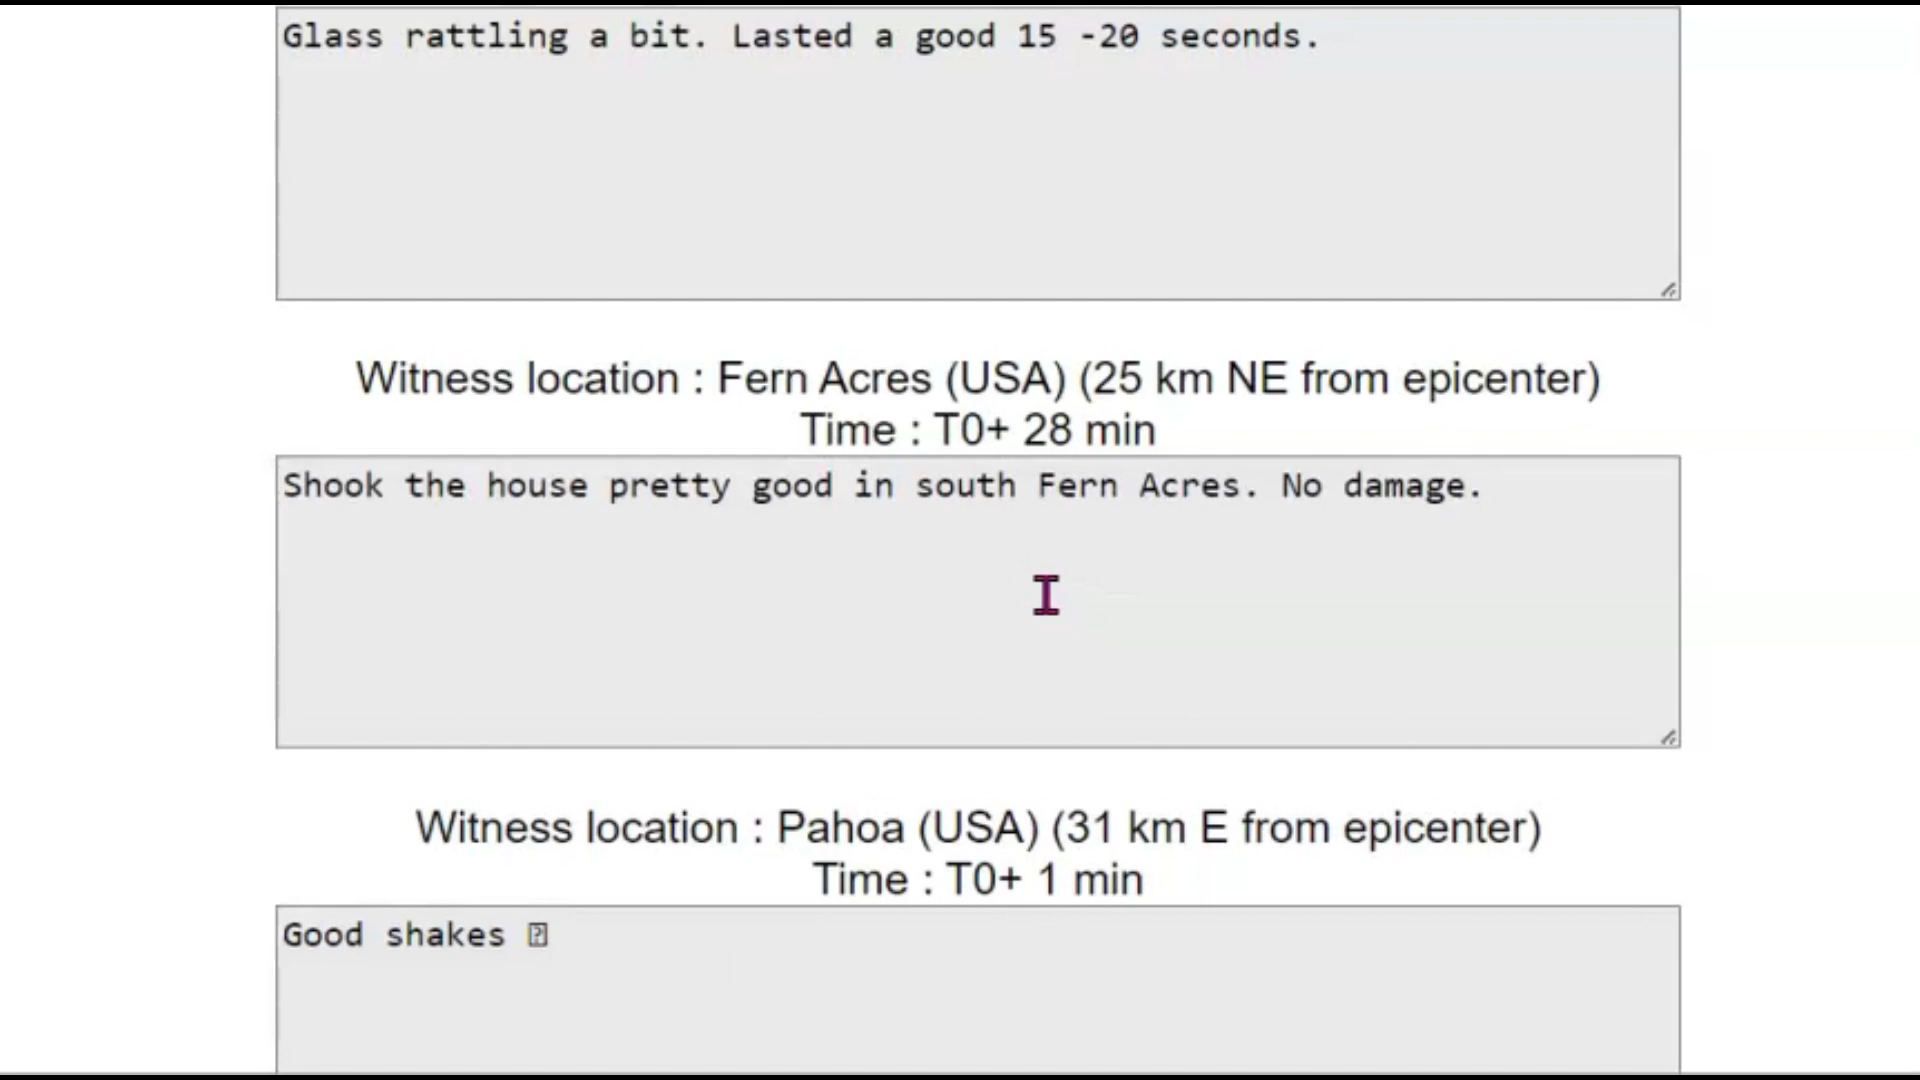 Glass rattling a bit. Lasted a good 15 -20 seconds.
Witness location : Fern Acres (USA) (25 km NE from epicenter)
Time : T0+ 28 min
Shook the house pretty good in south Fern Acres. No damage.
Witness location : Pahoa (USA) (31 km E from epicenter)
Time : T0+ 1 min
Good shakes